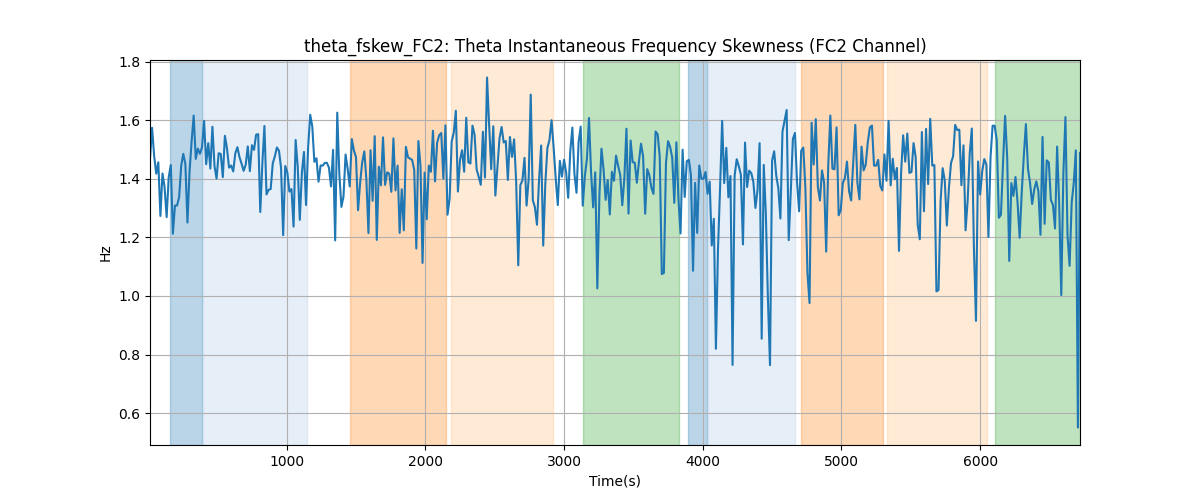 theta_fskew_FC2: Theta Instantaneous Frequency Skewness (FC2 Channel)
1.8
1.6
1.4
1.2
1.0
0.8
0.6
Hz
1000 2000 3000 4000 5000 6000
Time(s)